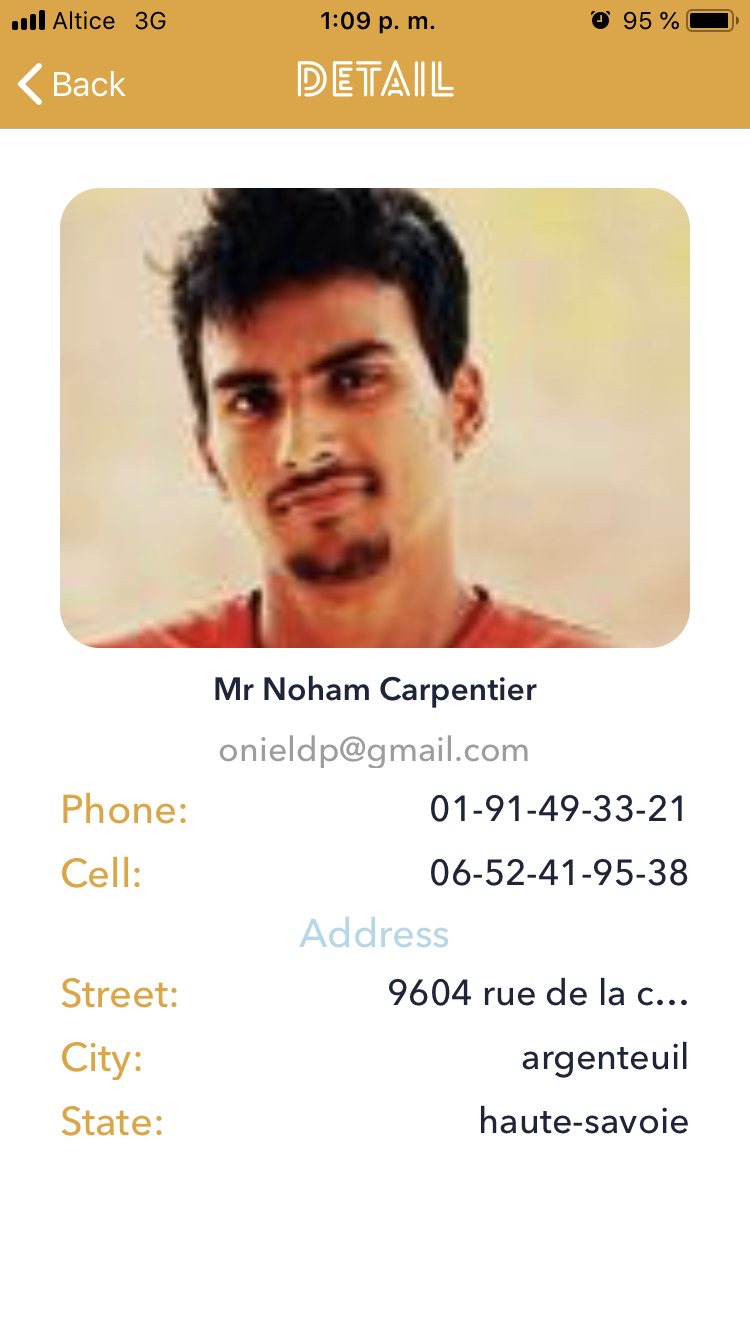 Altice 3G 1:09 p. m. 95 %
Back DETAIL
Mr Noham Carpentier
onieldp@gmail.com
Phone: 01-91-49-33-21
Cell: 06-52-41-95-38
Address
Street: 9604 rue de la c...
City: argenteuil
State: haute-savoie